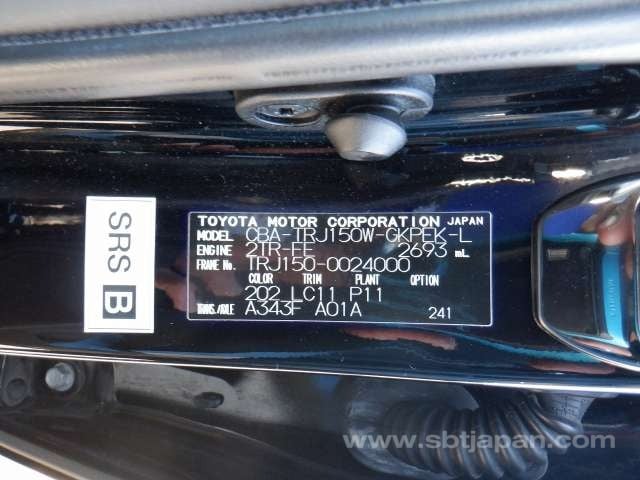 TOYOTA MOTOR CORPORATION JAPAN
MODEL CBA-TRJ150W-GKPEK-L
ENGINE 2TR-FE 2693 mL
FRAME No. TRJ150-0024000
COLOR TRIM PLANT OPTION
202 LC11 P11
TRANS./AXLE A343F A01A 241
SRS B
www.sbtjapan.com